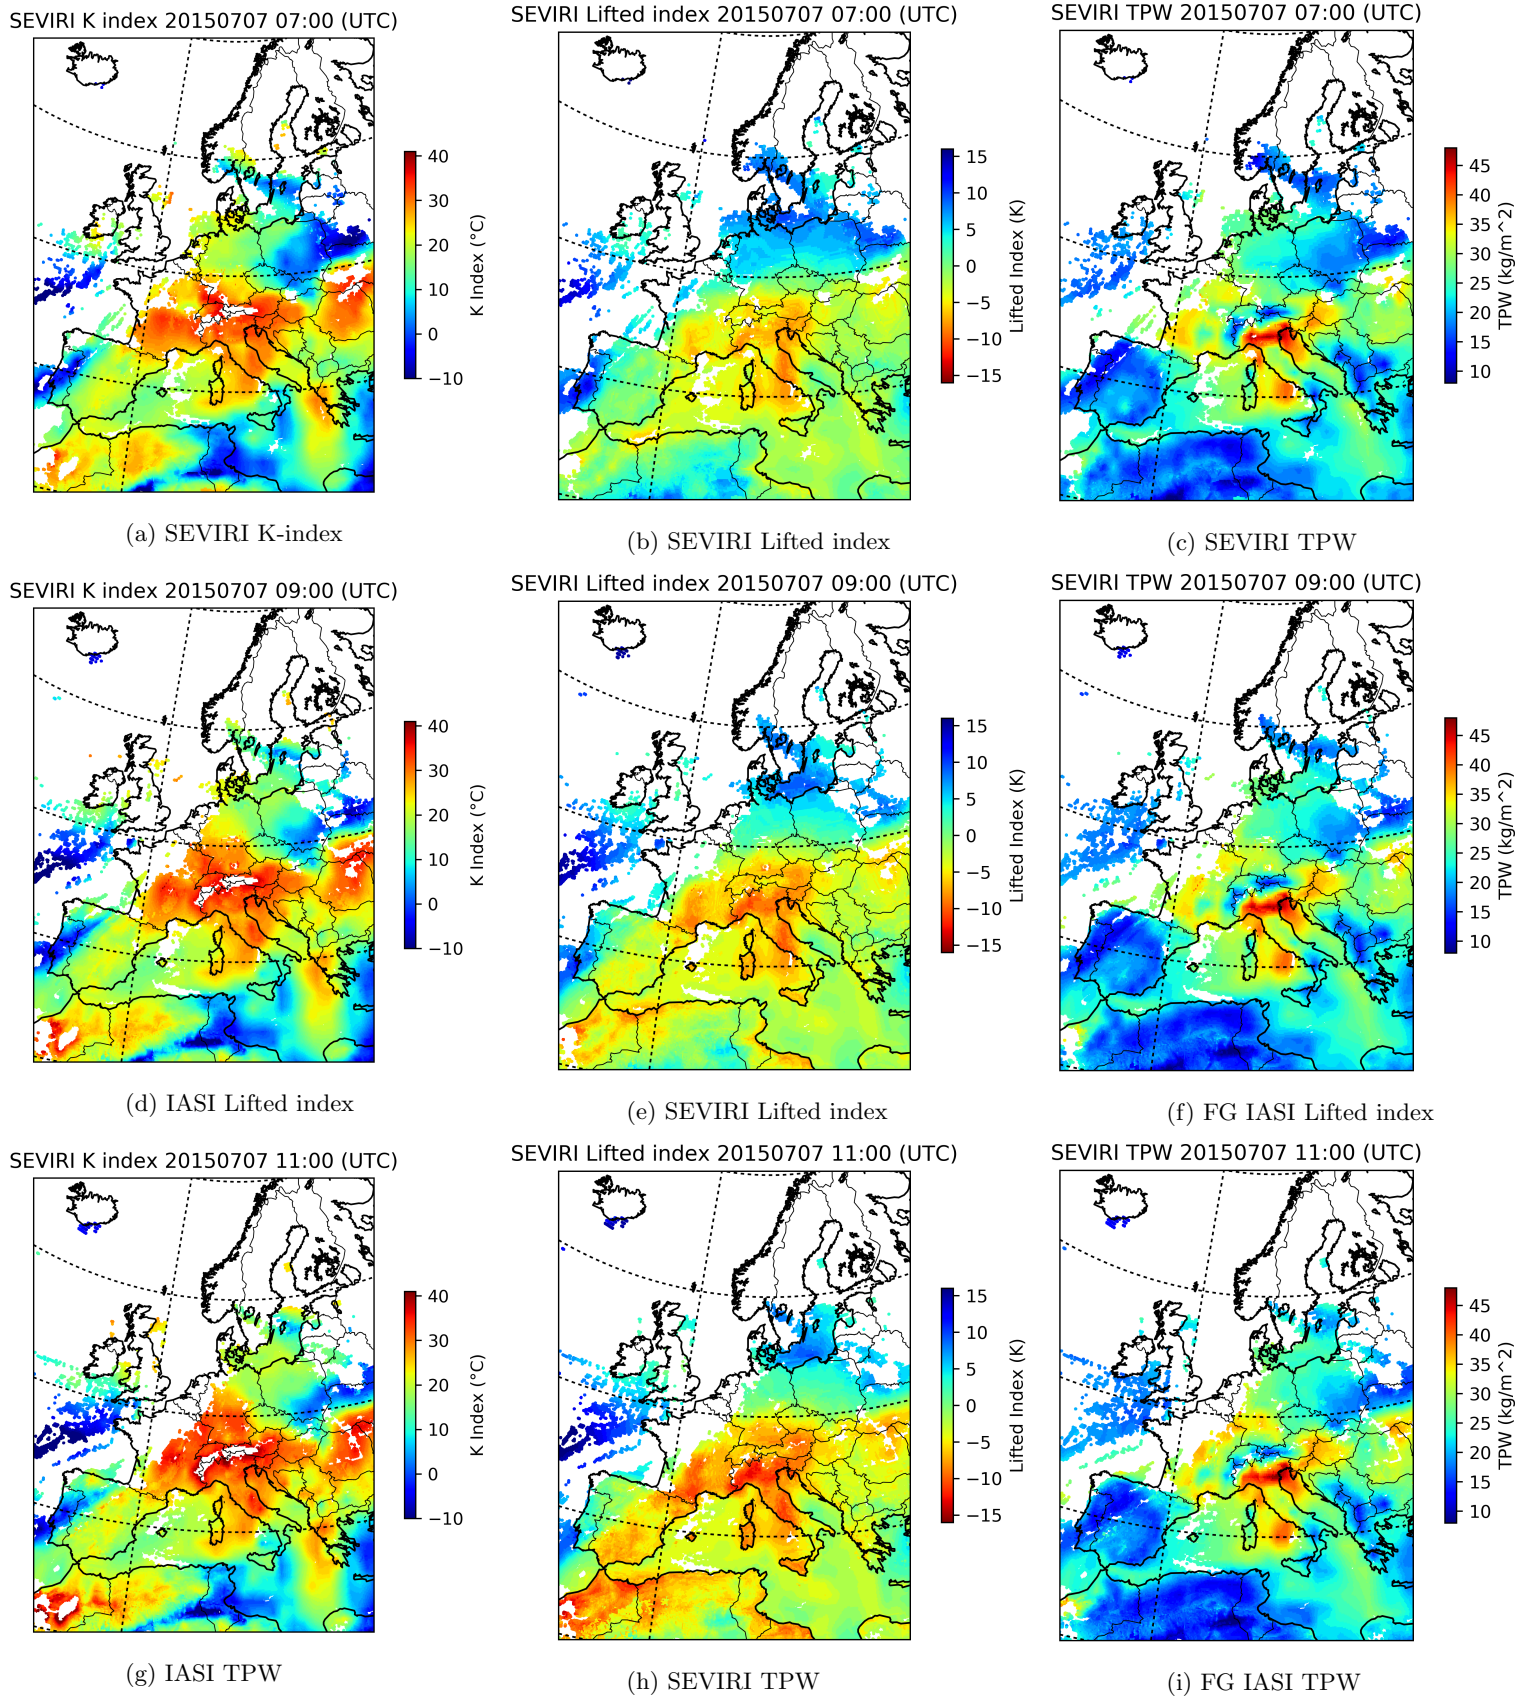 SEVIRI K index 20150707 07:00 (UTC)
40
30
20
10
0
−10
K Index (°C)
(a) SEVIRI K-index
SEVIRI Lifted index 20150707 07:00 (UTC)
15
10
5
0
−5
−10
−15
Lifted Index (K)
(b) SEVIRI Lifted index
SEVIRI TPW 20150707 07:00 (UTC)
45
40
35
30
25
20
15
10
TPW (kg/m^2)
(c) SEVIRI TPW
SEVIRI K index 20150707 09:00 (UTC)
40
30
20
10
0
−10
K Index (°C)
(d) IASI Lifted index
SEVIRI Lifted index 20150707 09:00 (UTC)
15
10
5
0
−5
−10
−15
Lifted Index (K)
(e) SEVIRI Lifted index
SEVIRI TPW 20150707 09:00 (UTC)
45
40
35
30
25
20
15
10
TPW (kg/m^2)
(f) FG IASI Lifted index
SEVIRI K index 20150707 11:00 (UTC)
40
30
20
10
0
−10
K Index (°C)
(g) IASI TPW
SEVIRI Lifted index 20150707 11:00 (UTC)
15
10
5
0
−5
−10
−15
Lifted Index (K)
(h) SEVIRI TPW
SEVIRI TPW 20150707 11:00 (UTC)
45
40
35
30
25
20
15
10
TPW (kg/m^2)
(i) FG IASI TPW